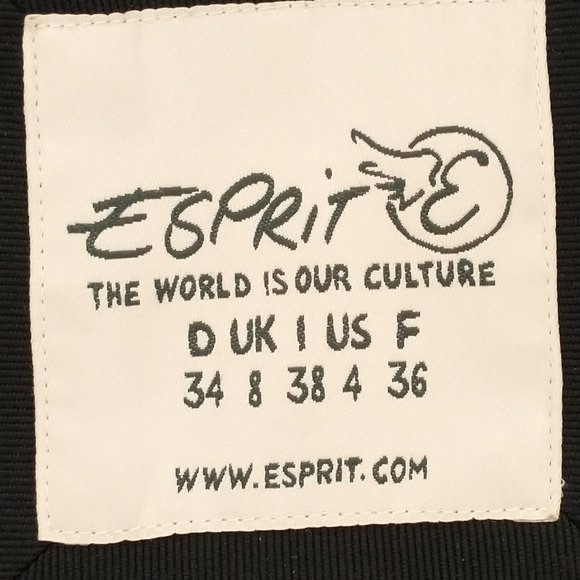 ESPRIT E
THE WORLD IS OUR CULTURE
D UK I US F
34 8 38 4 36
WWW.ESPRIT.COM